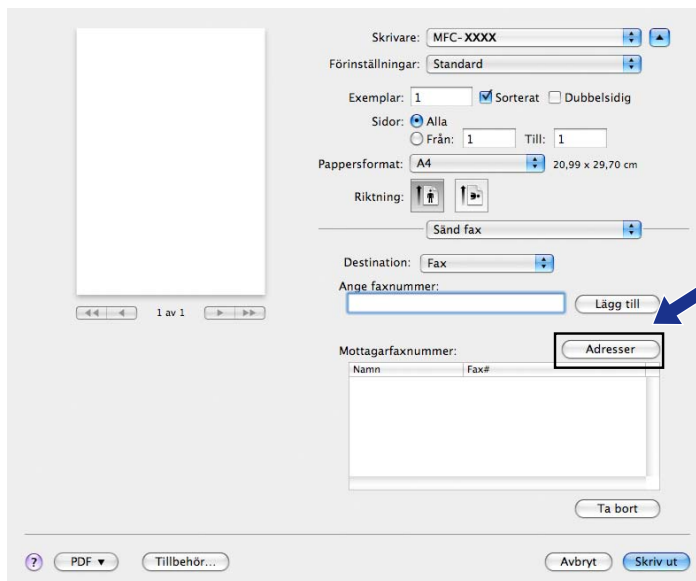 Skrivare: MFC-XXXX
Förinställningar: Standard
Exemplar: 1 Sorterat Dubbelsidig
Sidor: Alla
Från: 1 Till: 1
Pappersformat: A4 20,99 x 29,70 cm
Riktning:
Sänd fax
Destination: Fax
Ange faxnummer:
Lägg till
1 av 1
Mottagarfaxnummer: Adresser
Namn Fax#
Ta bort
? PDF Tillbehör... Avbryt Skriv ut